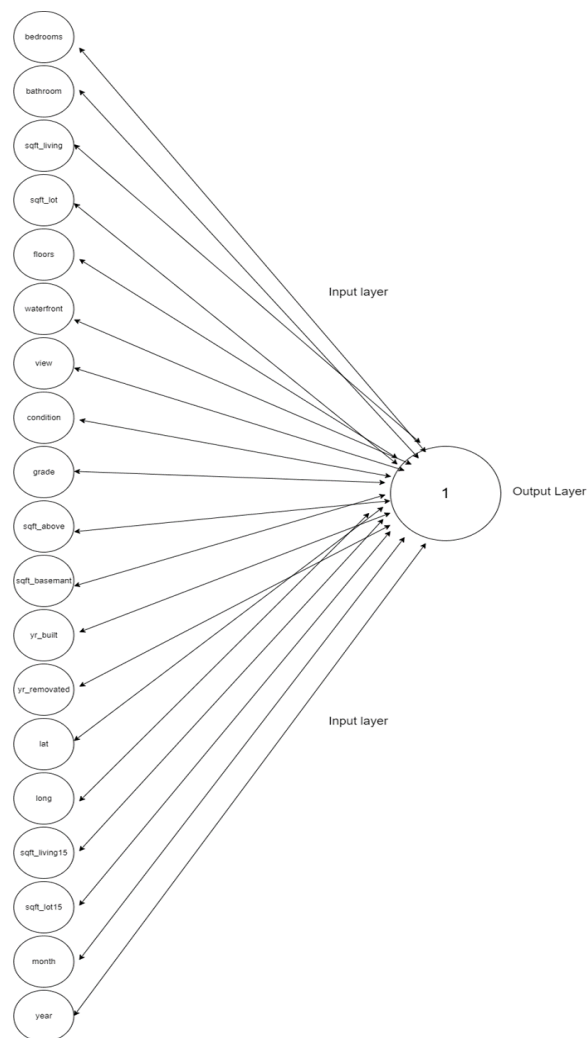 bedrooms
bathroom
sqft_living
sqft_lot
floors
Input layer
waterfront
view
condition
grade
1
Output Layer
sqft_above
sqft_basemant
yr_built
yr_removated
Input layer
lat
long
sqft_living15
sqft_lot15
month
year